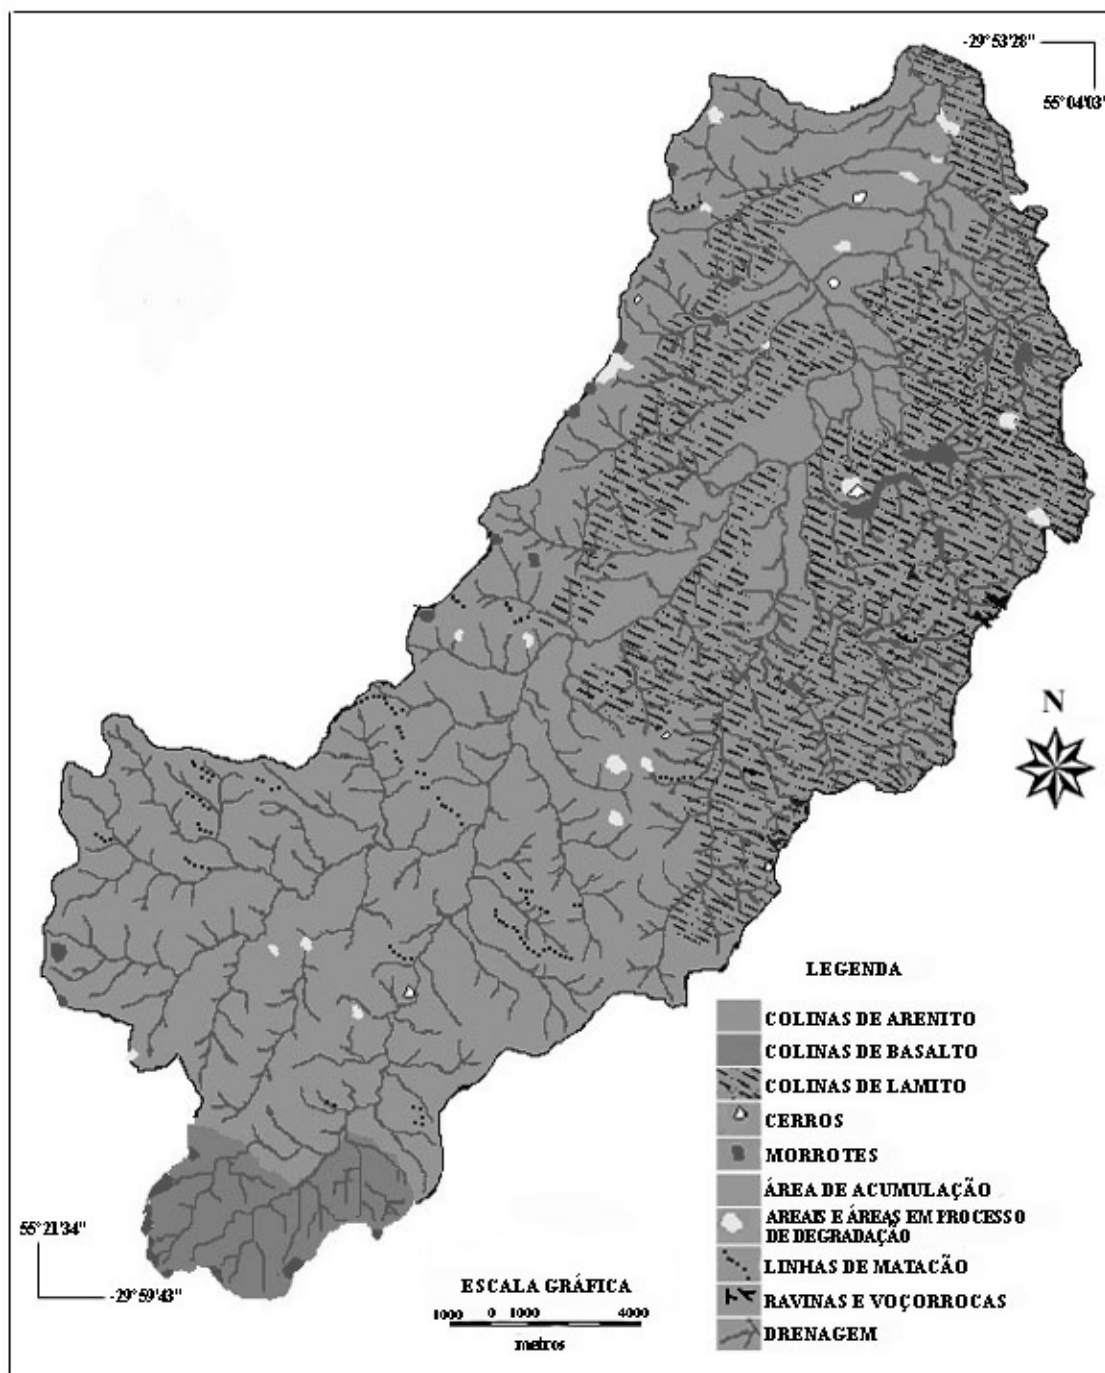 -29°53'28"
55°04'03"
N
LEGENDA
COLINAS DE ARENITO
COLINAS DE BASALTO
COLINAS DE LAMITO
CERROS
MORROTES
ÁREA DE ACUMULAÇÃO
AREAIS E ÁREAS EM PROCESSO
DE DEGRADAÇÃO
LINHAS DE MATACÃO
RAVINAS E VOÇORROCAS
DRENAGEM
55°21'34"
-29°59'43"
ESCALA GRÁFICA
1000 0 1000 4000
metros